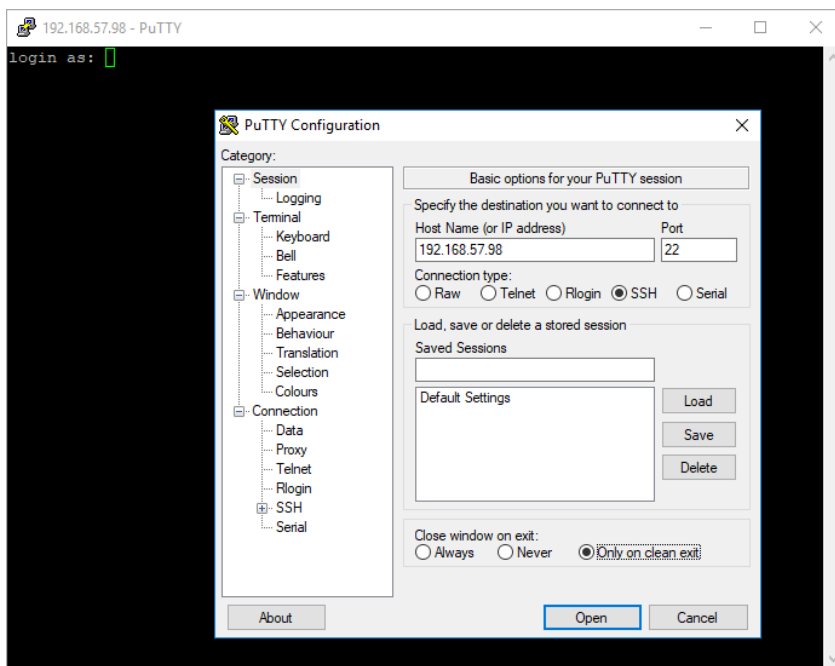 192.168.57.98 - PuTTY
login as:
PuTTY Configuration
Category:
Session
Logging
Terminal
Keyboard
Bell
Features
Window
Appearance
Behaviour
Translation
Selection
Colours
Connection
Data
Proxy
Telnet
Rlogin
SSH
Serial
Basic options for your PuTTY session
Specify the destination you want to connect to
Host Name (or IP address) Port
192.168.57.98 22
Connection type:
Raw Telnet Rlogin SSH Serial
Load, save or delete a stored session
Saved Sessions
Default Settings
Load
Save
Delete
Close window on exit:
Always Never Only on clean exit
About Open Cancel